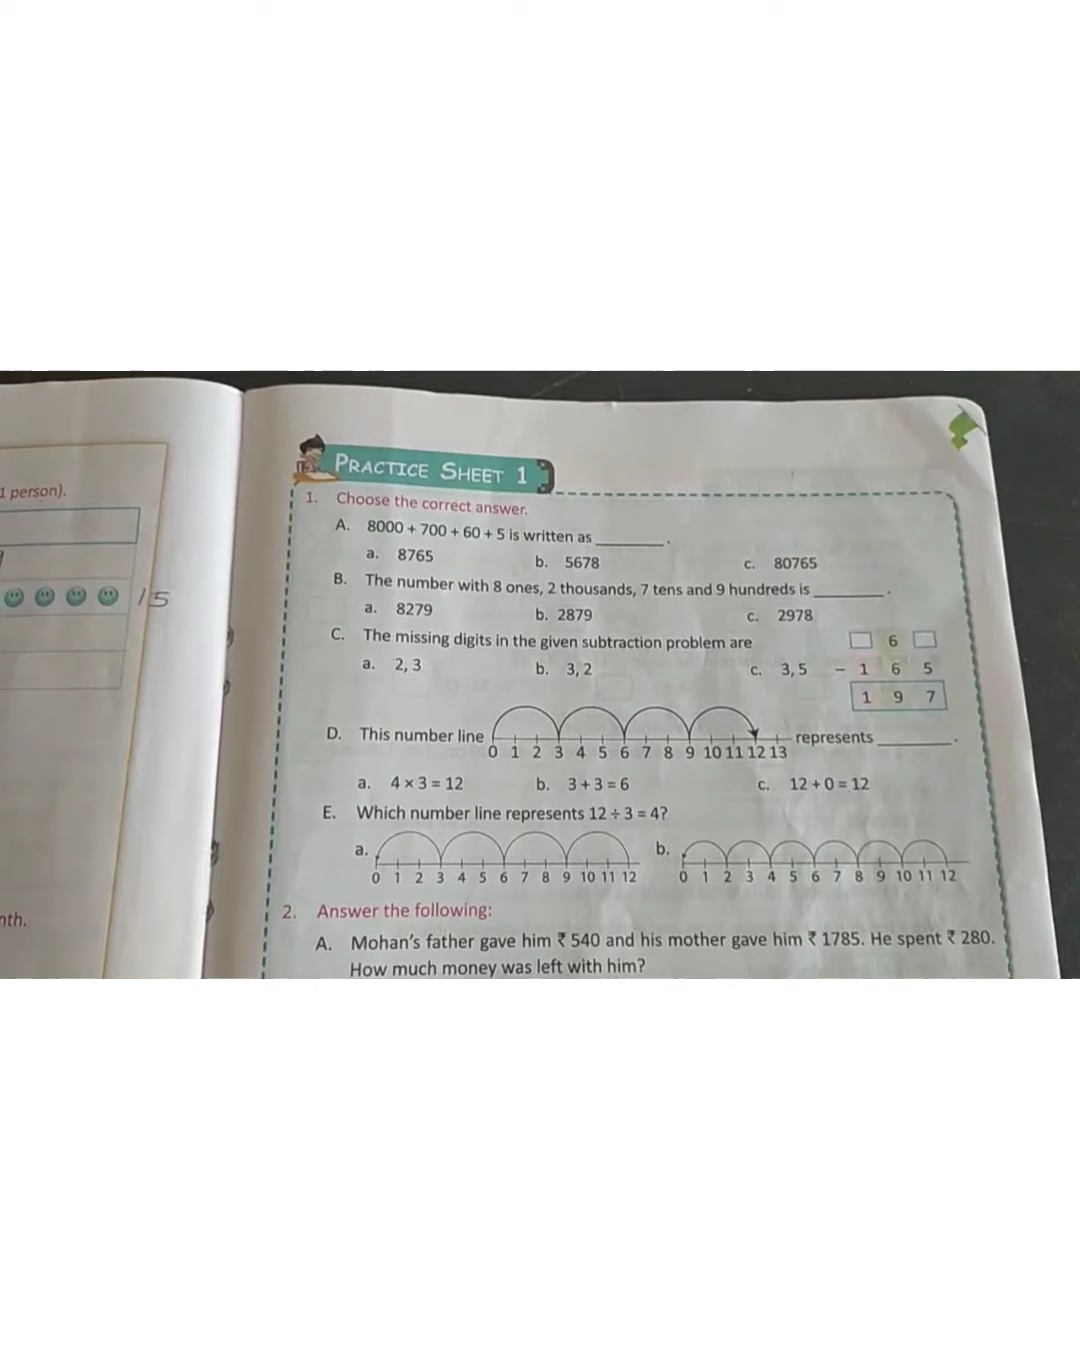 1 person).
15
nth.
PRACTICE SHEET 1
1. Choose the correct answer.
A. 8000 + 700 + 60 + 5 is written as ________.
a. 8765 b. 5678 c. 80765
B. The number with 8 ones, 2 thousands, 7 tens and 9 hundreds is ________.
a. 8279 b. 2879 c. 2978
C. The missing digits in the given subtraction problem are □ 6 □
a. 2, 3 b. 3, 2 c. 3, 5 – 1 6 5
1 9 7
D. This number line represents ________.
0 1 2 3 4 5 6 7 8 9 10 11 12 13
a. 4 × 3 = 12 b. 3 + 3 = 6 c. 12 + 0 = 12
E. Which number line represents 12 ÷ 3 = 4?
a. b.
0 1 2 3 4 5 6 7 8 9 10 11 12 0 1 2 3 4 5 6 7 8 9 10 11 12
2. Answer the following:
A. Mohan’s father gave him ₹ 540 and his mother gave him ₹ 1785. He spent ₹ 280.
How much money was left with him?